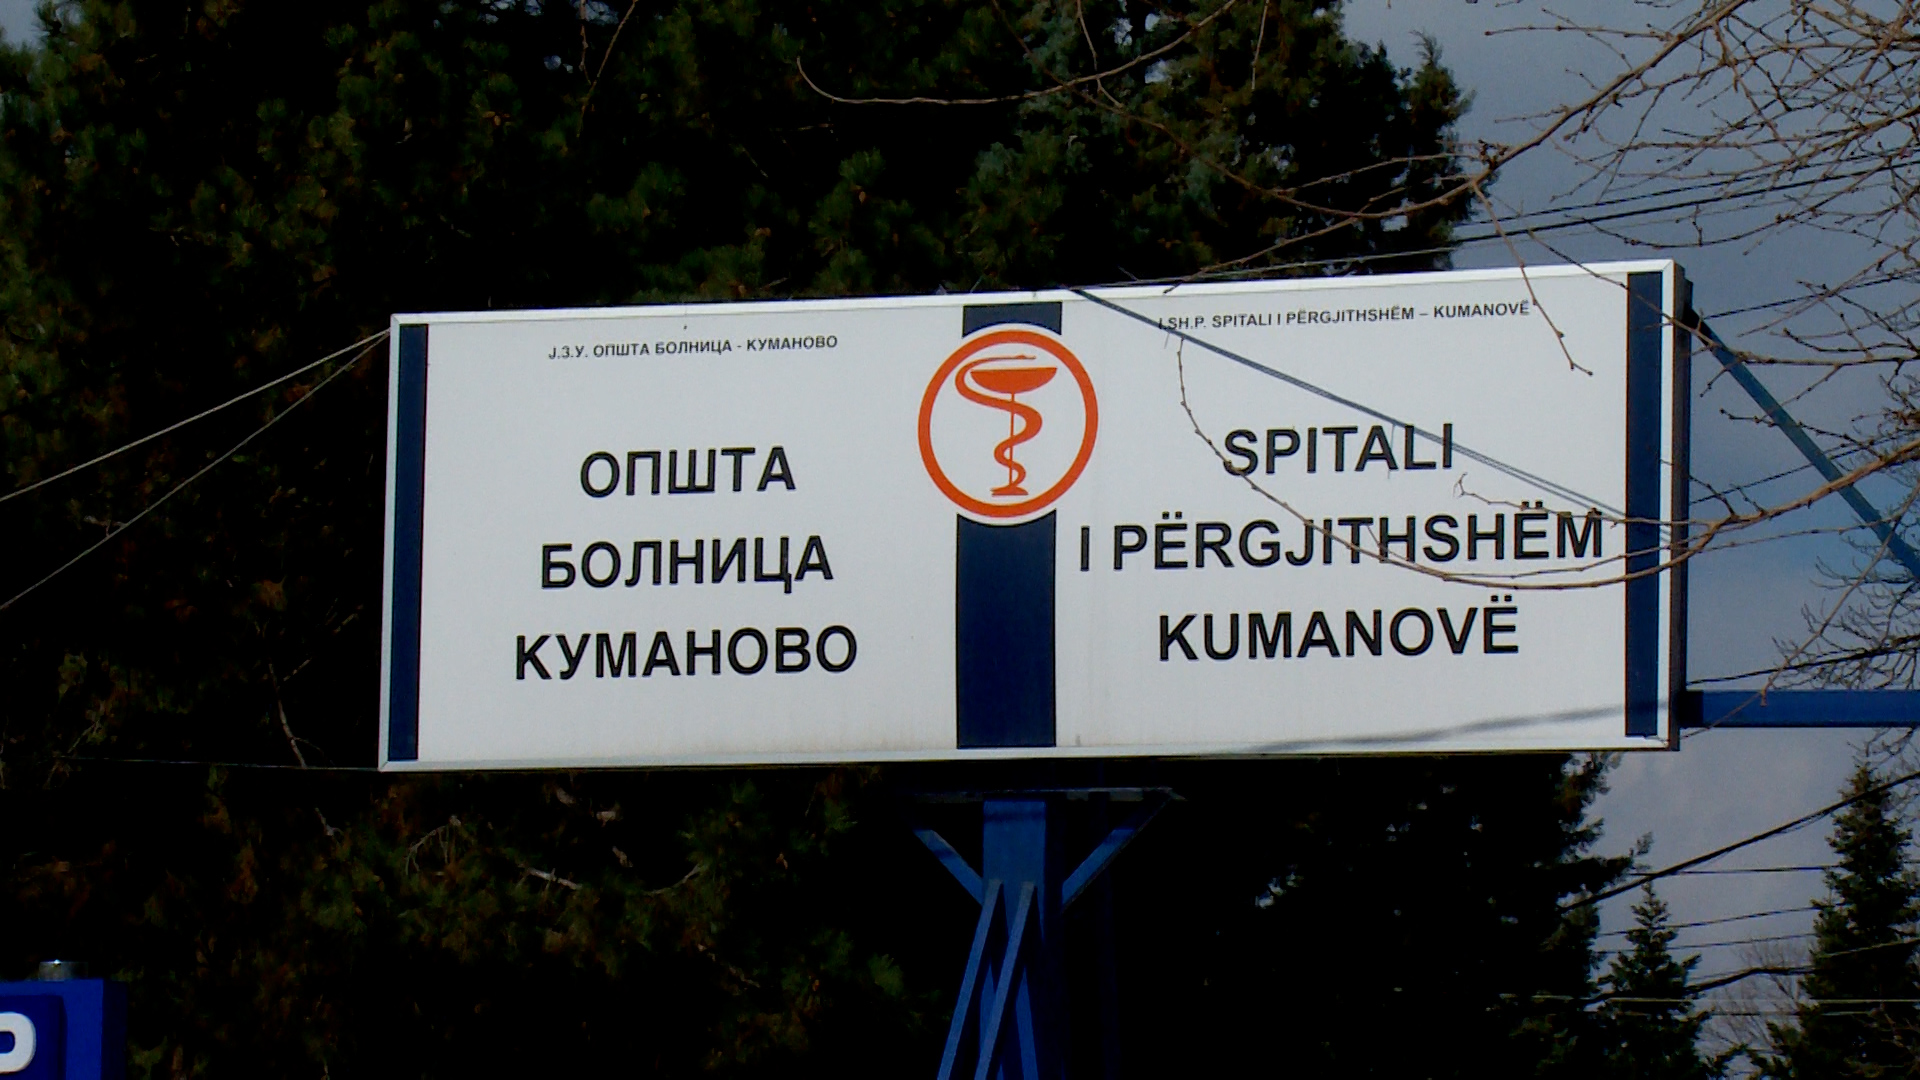 Ј.З.У. ОПШТА БОЛНИЦА - КУМАНОВО
ОПШТА
БОЛНИЦА
КУМАНОВО
I.SH.P. SPITALI I PËRGJITHSHËM – KUMANOVË
SPITALI
I PËRGJITHSHËM
KUMANOVË
P